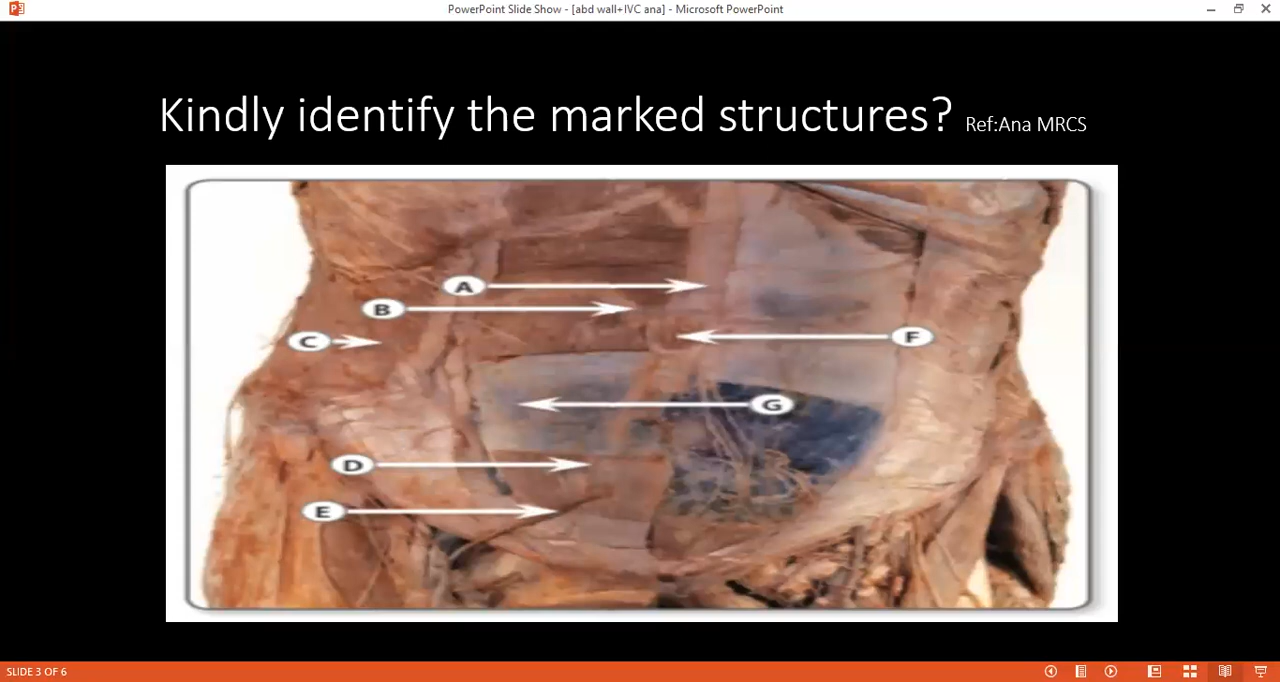 PowerPoint Slide Show - [abd wall+IVC ana] - Microsoft PowerPoint
Kindly identify the marked structures? Ref:Ana MRCS
A
B
C
F
G
D
E
SLIDE 3 OF 6